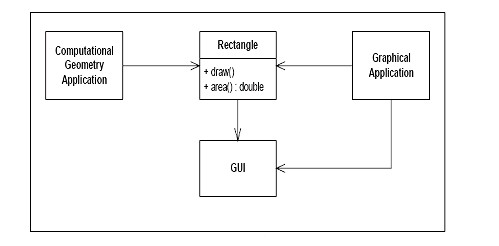 Computational
Geometry
Application
Rectangle
+ draw()
+ area() : double
Graphical
Application
GUI